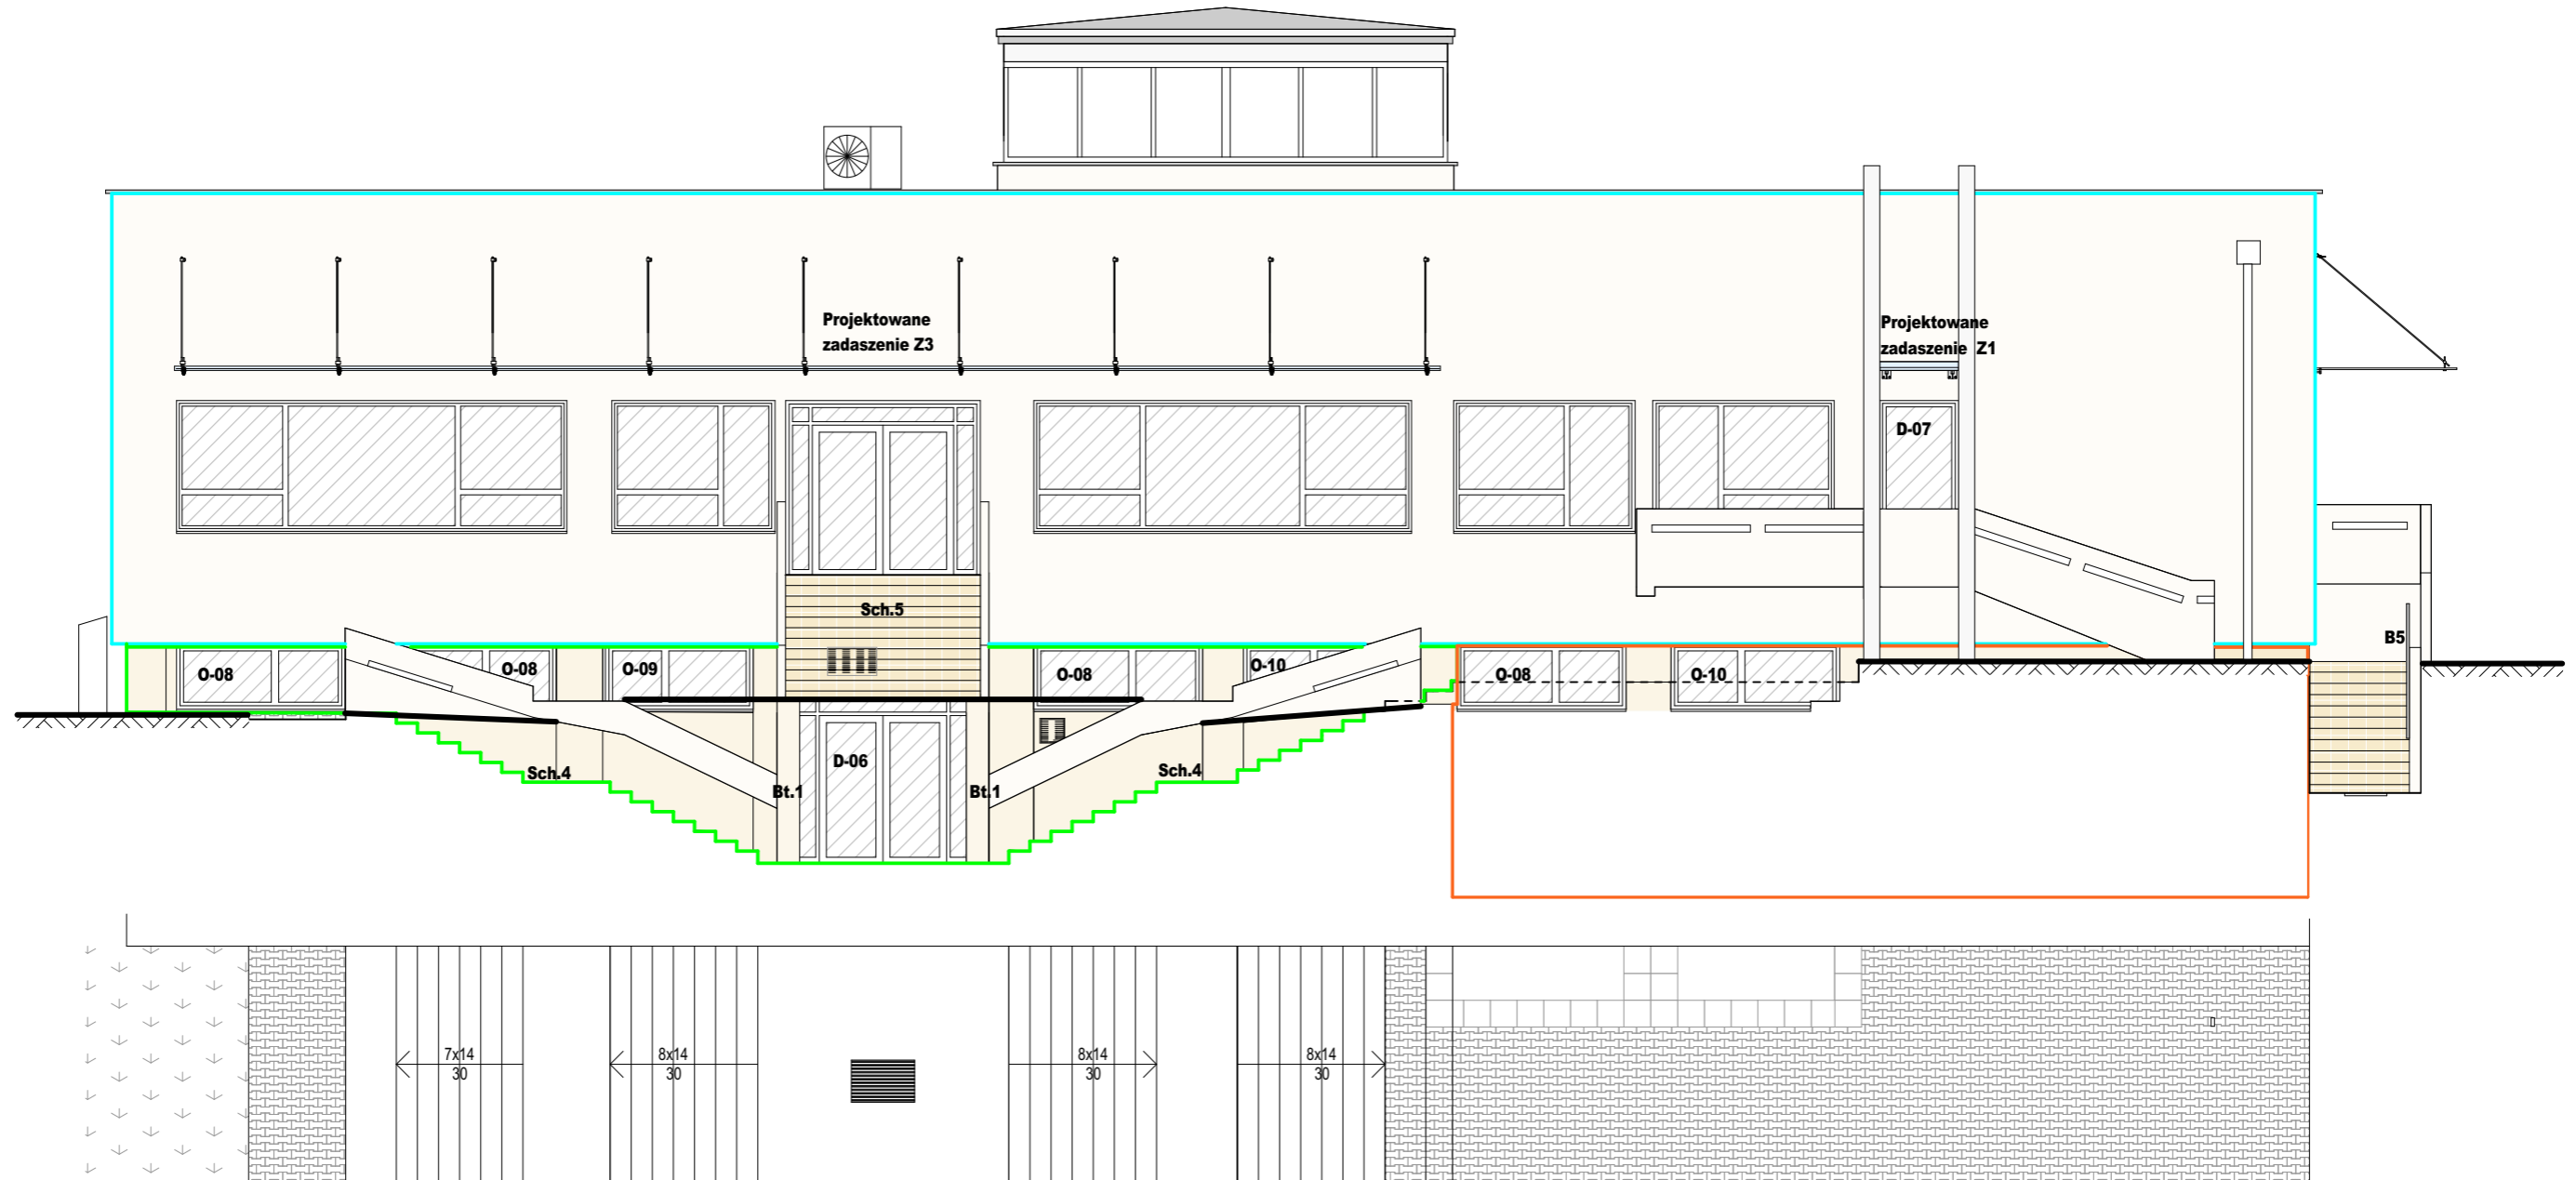 Projektowane
zadaszenie Z3
Projektowane
zadaszenie Z1
D-07
Sch.5
B5
O-08
O-08
O-09
O-08
O-10
O-08
O-10
D-06
Sch.4
Sch.4
Bt.1
Bt.1
7x14
30
8x14
30
8x14
30
8x14
30